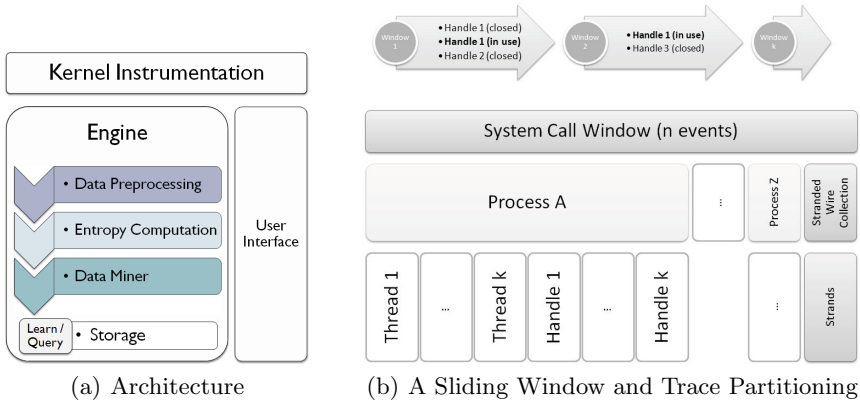 Kernel Instrumentation
Engine
• Data Preprocessing
• Entropy Computation
• Data Miner
Learn /
Query
• Storage
User
Interface
(a) Architecture
Window
1
• Handle 1 (closed)
• Handle 1 (in use)
• Handle 2 (closed)
Window
2
• Handle 1 (in use)
• Handle 3 (closed)
Window
k
System Call Window (n events)
Process A
...
Process Z
Stranded
Wire
Collection
Thread 1
...
Thread k
Handle 1
...
Handle k
...
Strands
(b) A Sliding Window and Trace Partitioning